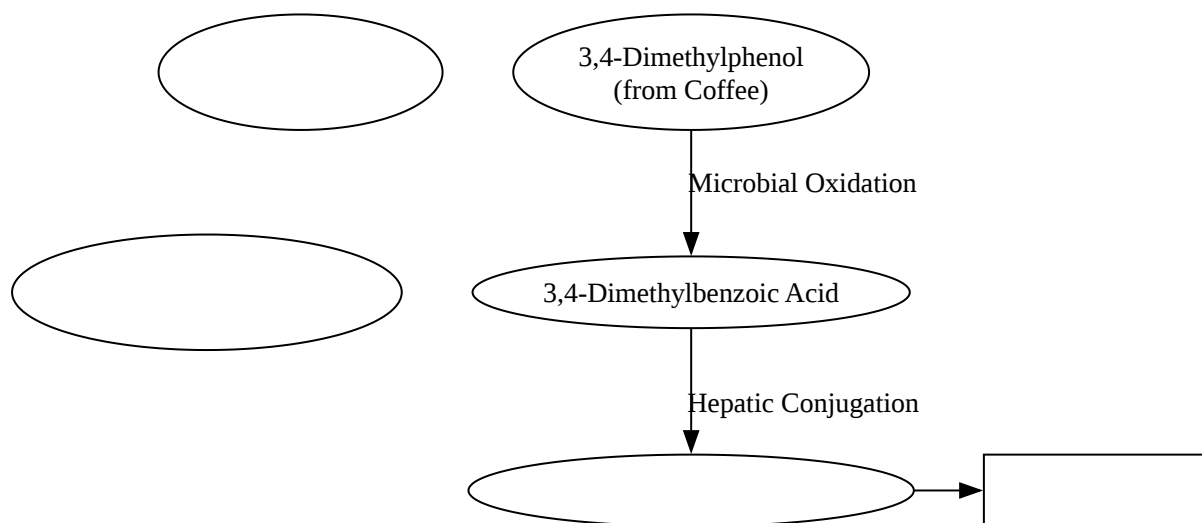 3,4-Dimethylphenol
(from Coffee)
Microbial Oxidation
3,4-Dimethylbenzoic Acid
Hepatic Conjugation